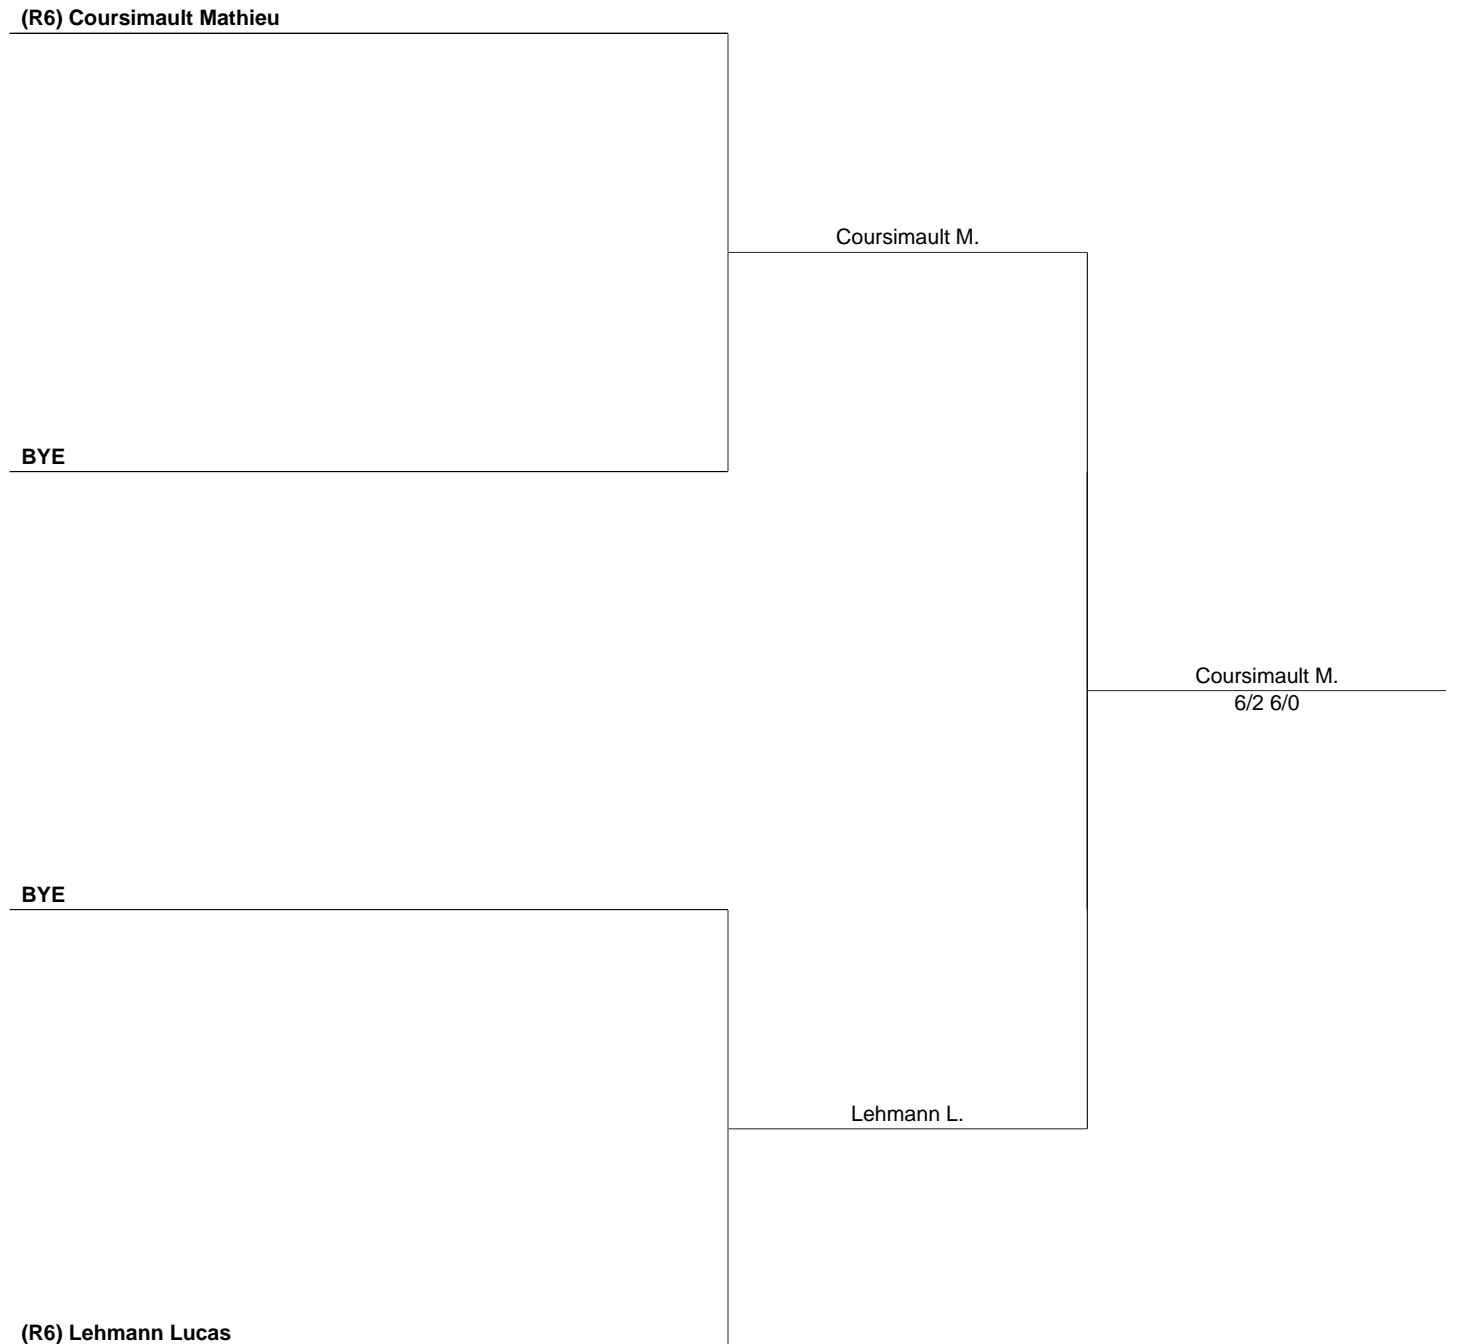 (R6) Coursimault Mathieu
Coursimault M.
BYE
Coursimault M.
6/2 6/0
BYE
Lehmann L.
(R6) Lehmann Lucas